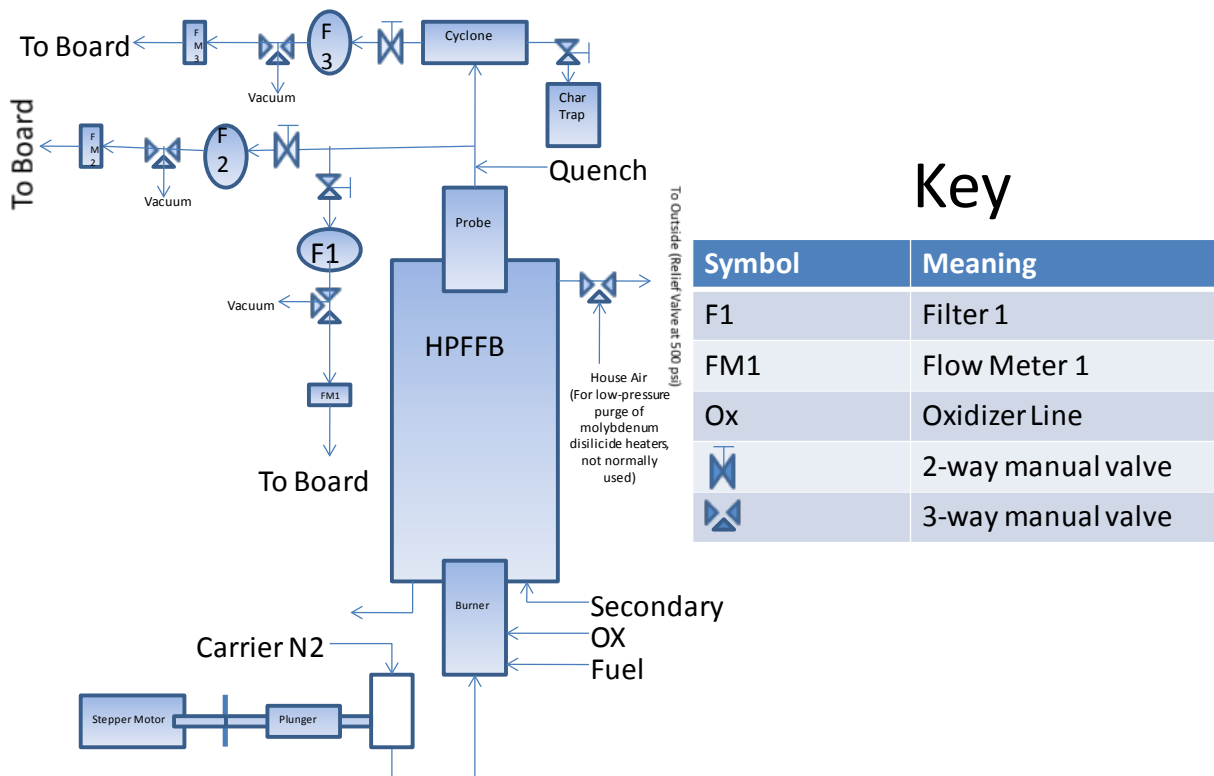 To Board
F
M
3
F
3
Cyclone
Vacuum
Char
Trap
To Board
F
M
2
F
2
Vacuum
Quench
Probe
F1
Vacuum
HPFFB
FM1
To Board
To Outside (Relief Valve at 500 psi)
House Air
(For low-pressure
purge of
molybdenum
disilicide heaters,
not normally
used)
Burner
Secondary
OX
Fuel
Carrier N2
Stepper Motor
Plunger
Key
Symbol Meaning
F1 Filter 1
FM1 Flow Meter 1
Ox Oxidizer Line
2-way manual valve
3-way manual valve